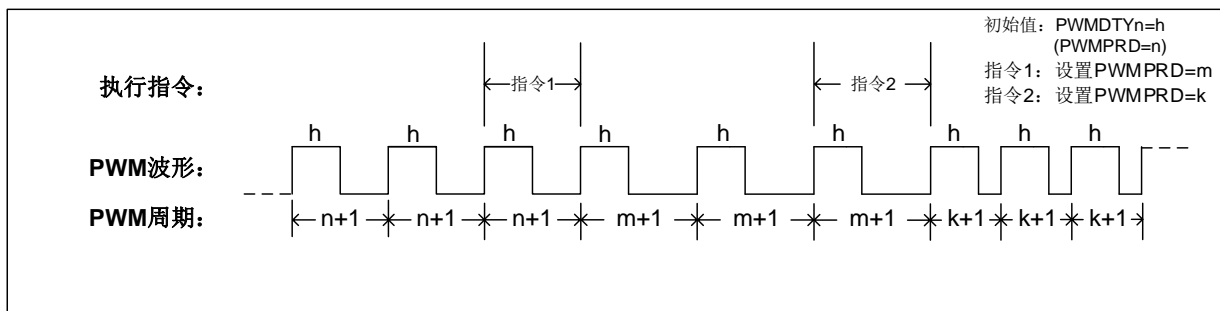 初始值：PWMDTYn=h
(PWMPRD=n)
指令1：设置PWMPRD=m
指令2：设置PWMPRD=k
执行指令： 指令1 指令2
h h h h h h h h h
PWM波形：
PWM周期： n+1 n+1 n+1 m+1 m+1 m+1 k+1 k+1 k+1